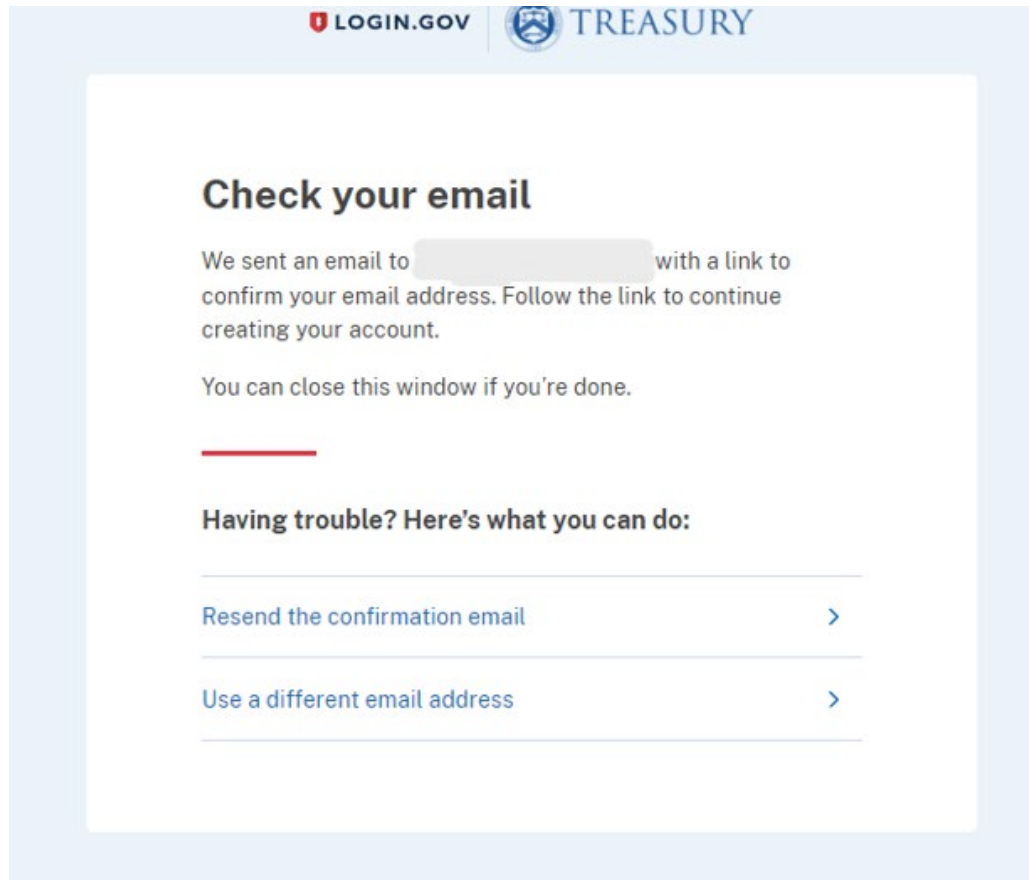 LOGIN.GOV TREASURY
Check your email
We sent an email to with a link to
confirm your email address. Follow the link to continue
creating your account.
You can close this window if you’re done.
Having trouble? Here’s what you can do:
Resend the confirmation email
Use a different email address